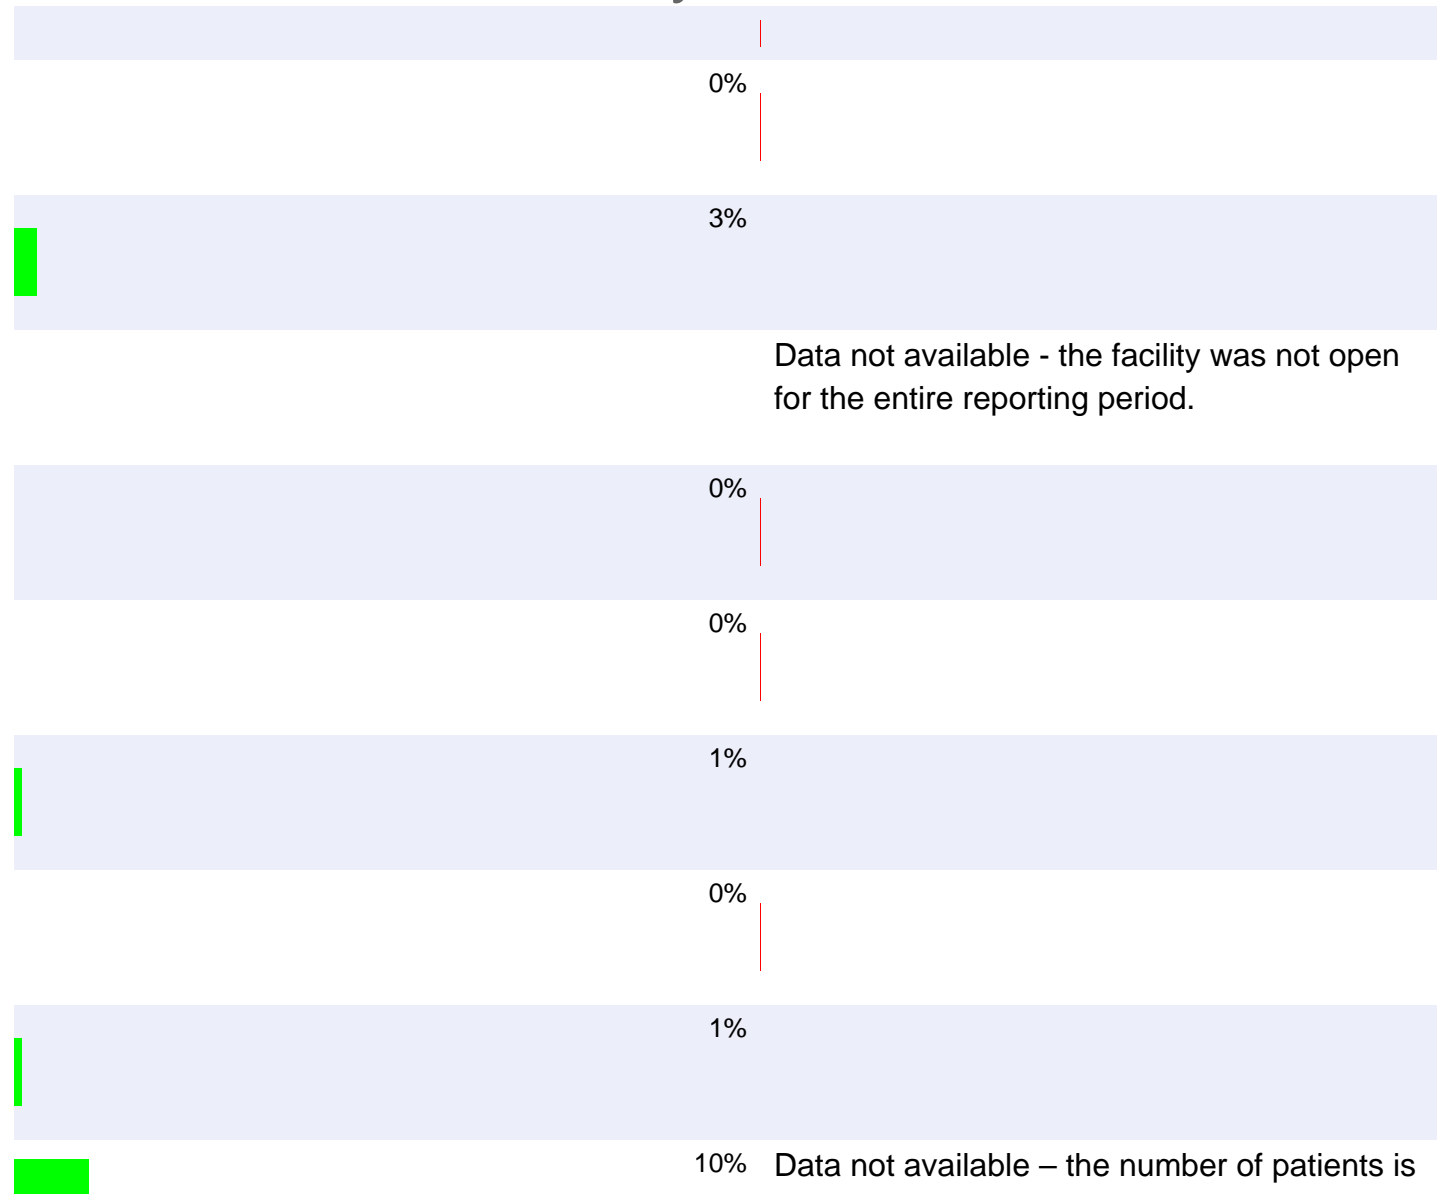 0%
3%
Data not available - the facility was not open
for the entire reporting period.
0%
0%
1%
0%
1%
10% Data not available – the number of patients is